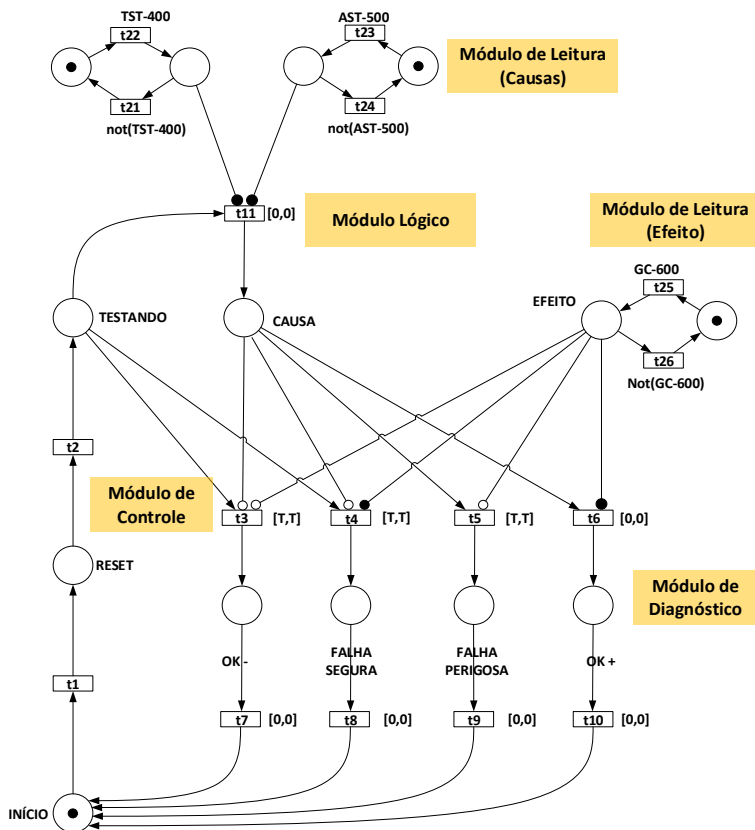 TST-400
t22
t21
not(TST-400)
AST-500
t23
t24
not(AST-500)
Módulo de Leitura
(Causas)
t11
[0,0]
Módulo Lógico
Módulo de Leitura
(Efeito)
GC-600
t25
EFEITO
t26
Not(GC-600)
TESTANDO
CAUSA
t2
Módulo de
Controle
t3
[T,T]
t4
[T,T]
t5
[T,T]
t6
[0,0]
RESET
Módulo de
Diagnóstico
OK -
FALHA
SEGURA
FALHA
PERIGOSA
OK +
t1
t7
[0,0]
t8
[0,0]
t9
[0,0]
t10
[0,0]
INÍCIO